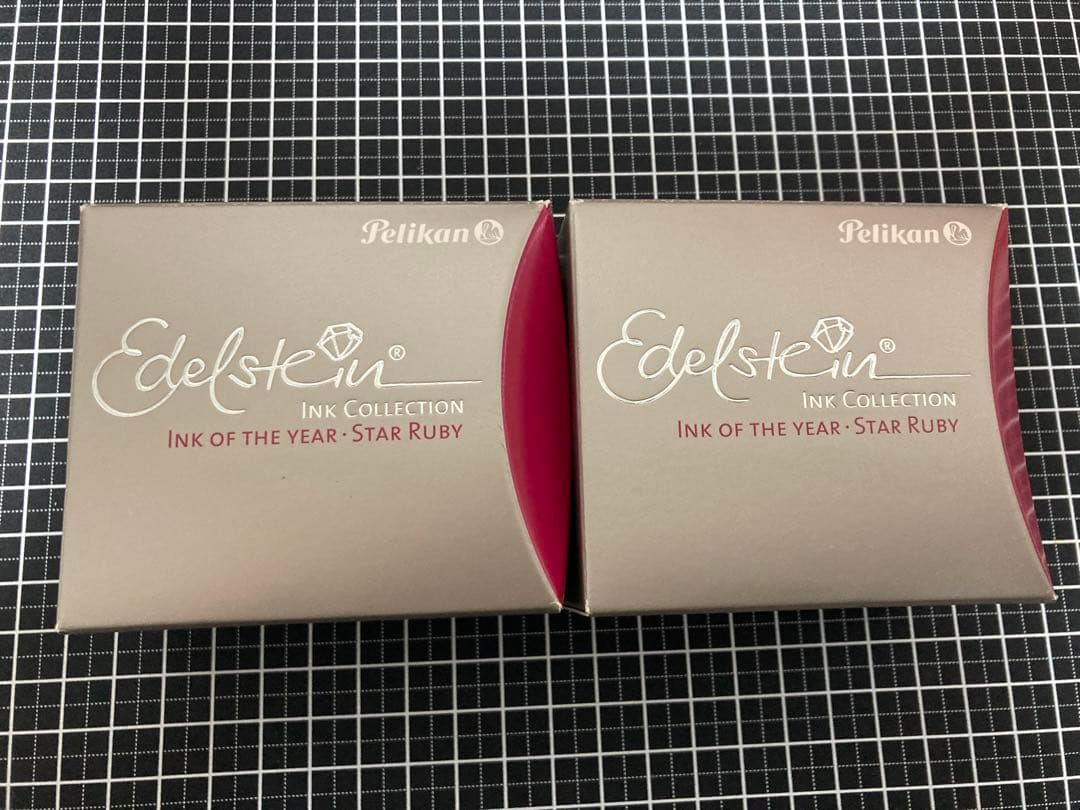 Pelikan
Edelstein®
INK COLLECTION
INK OF THE YEAR · STAR RUBY
Pelikan
Edelstein®
INK COLLECTION
INK OF THE YEAR · STAR RUBY